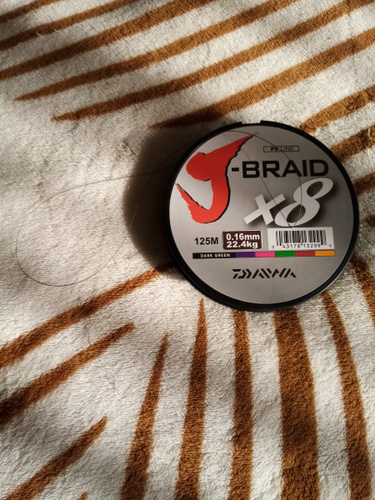 PE LINE
J-BRAID
x8
125M
0.16mm
22.4kg
DARK GREEN
DAIWA